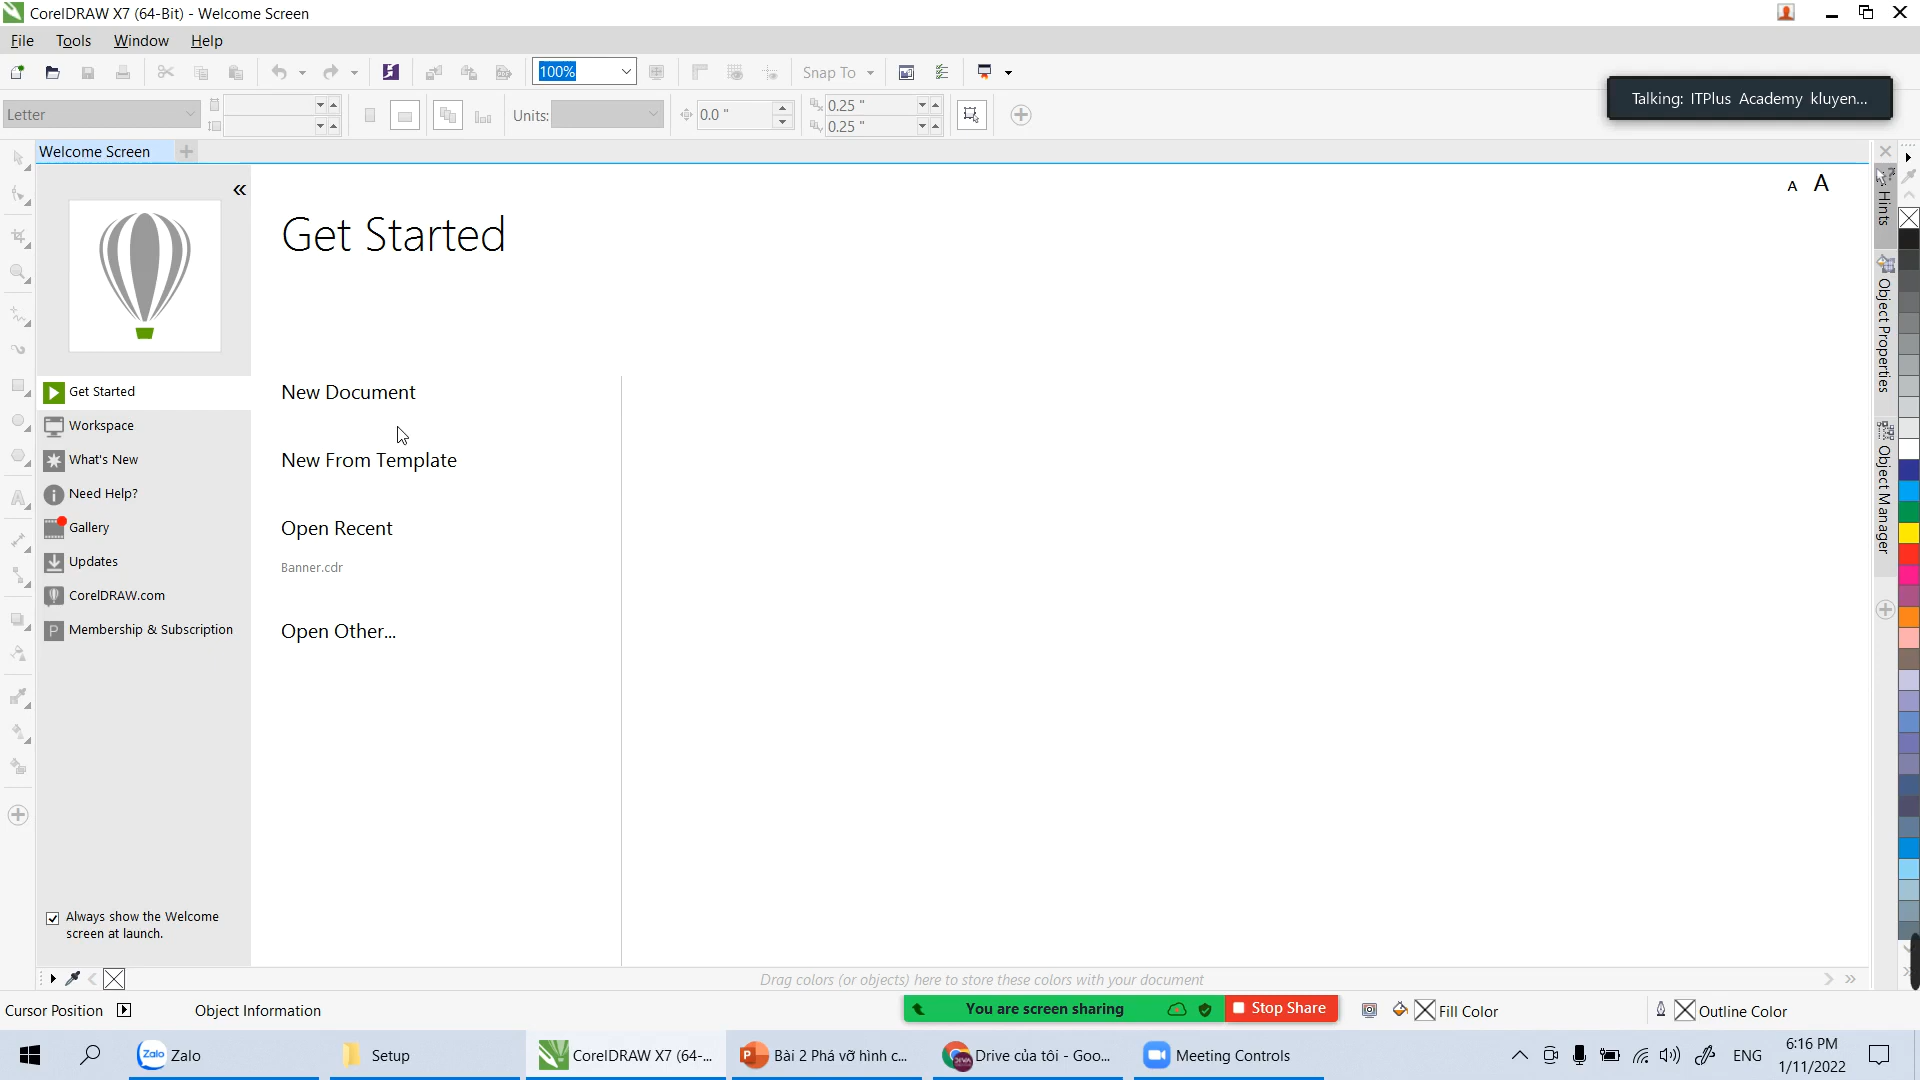 CorelDRAW X7 (64-Bit) - Welcome Screen
File Tools Window Help
100% Snap To
Letter Units: 0.0 " 0.25 "
0.25 "
Talking: ITPlus Academy kluyen...
Welcome Screen
A A
Get Started
Get Started
Workspace
What's New
Need Help?
Gallery
Updates
CorelDRAW.com
Membership & Subscription
New Document
New From Template
Open Recent
Banner.cdr
Open Other...
Hints
Object Properties
Object Manager
Always show the Welcome
screen at launch.
Drag colors (or objects) here to store these colors with your document
Cursor Position Object Information You are screen sharing Stop Share Fill Color Outline Color
Zalo Zalo Setup CorelDRAW X7 (64-... Bài 2 Phá vỡ hình c... Drive của tôi - Goo... Meeting Controls ENG 6:16 PM
1/11/2022